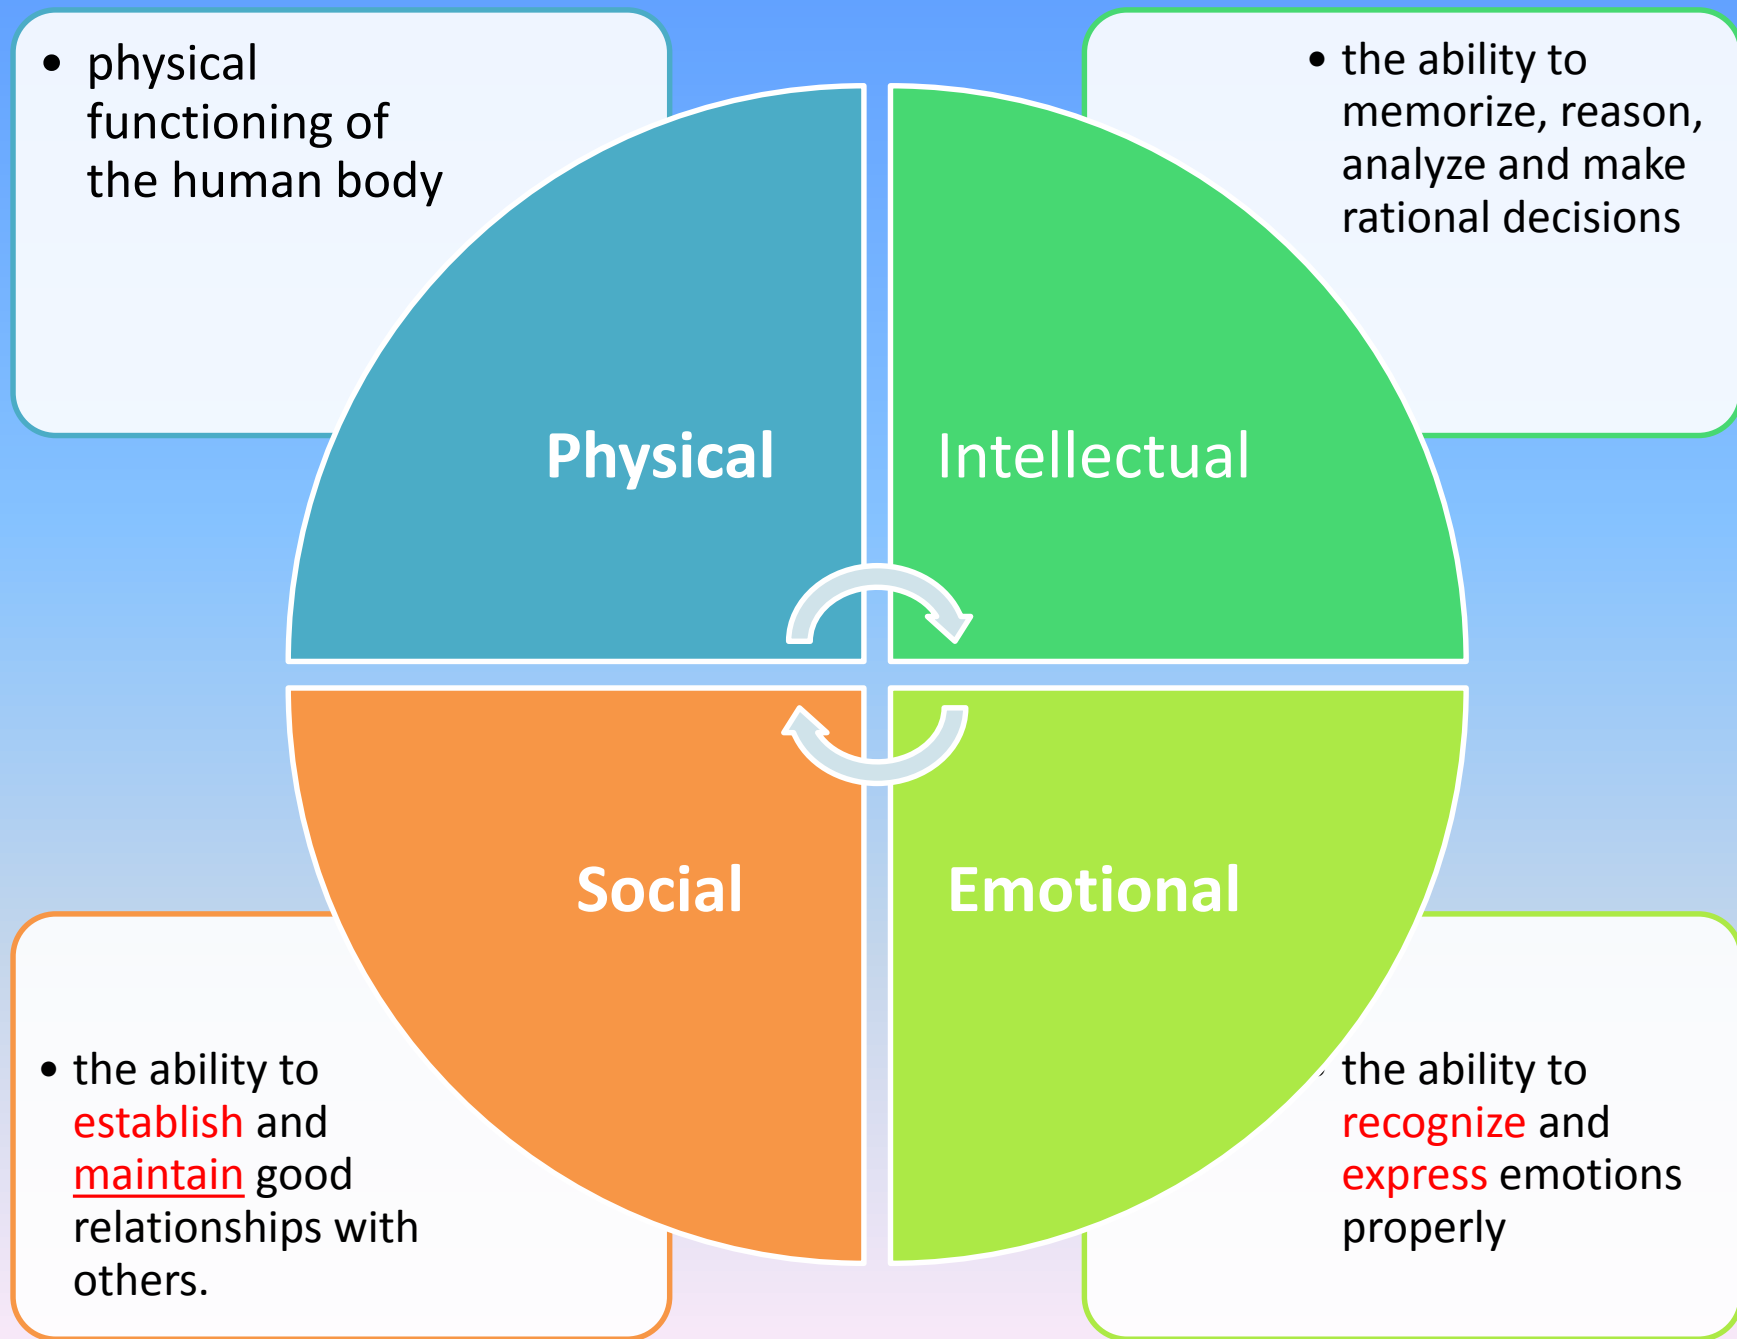 • physical
functioning of
the human body
• the ability to
memorize, reason,
analyze and make
rational decisions
Physical
Intellectual
Social
Emotional
• the ability to
establish and
maintain good
relationships with
others.
• the ability to
recognize and
express emotions
properly